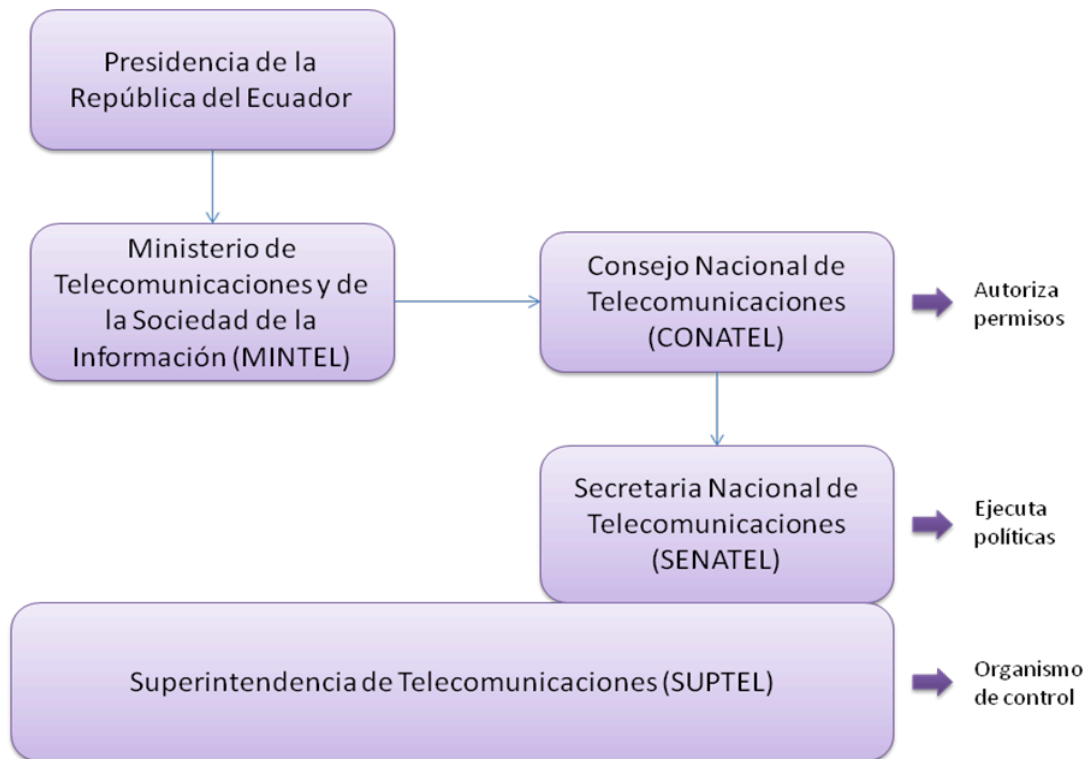 Presidencia de la
República del Ecuador
Ministerio de
Telecomunicaciones y de
la Sociedad de la
Información (MINTEL)
Consejo Nacional de
Telecomunicaciones
(CONATEL)
Autoriza
permisos
Secretaria Nacional de
Telecomunicaciones
(SENATEL)
Ejecuta
políticas
Superintendencia de Telecomunicaciones (SUPTEL)
Organismo
de control